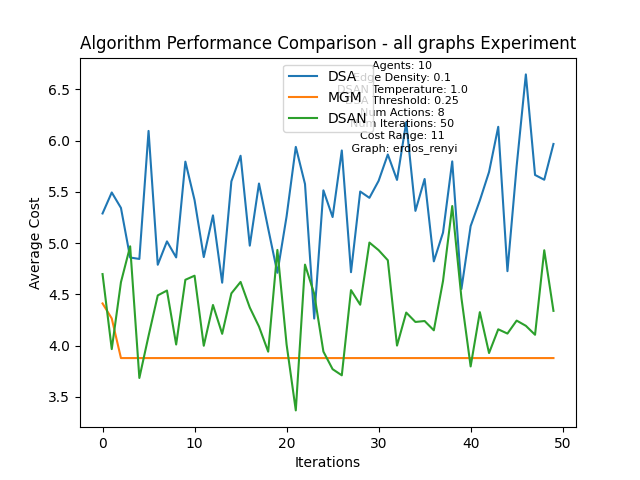 Algorithm Performance Comparison - all graphs Experiment
Agents: 10
Edge Density: 0.1
DSAN Temperature: 1.0
Threshold: 0.25
Num Actions: 8
Num Iterations: 50
Cost Range: 11
Graph: erdos_renyi
DSA
MGM
DSAN
Average Cost
6.5
6.0
5.5
5.0
4.5
4.0
3.5
0
10
20
30
40
50
Iterations